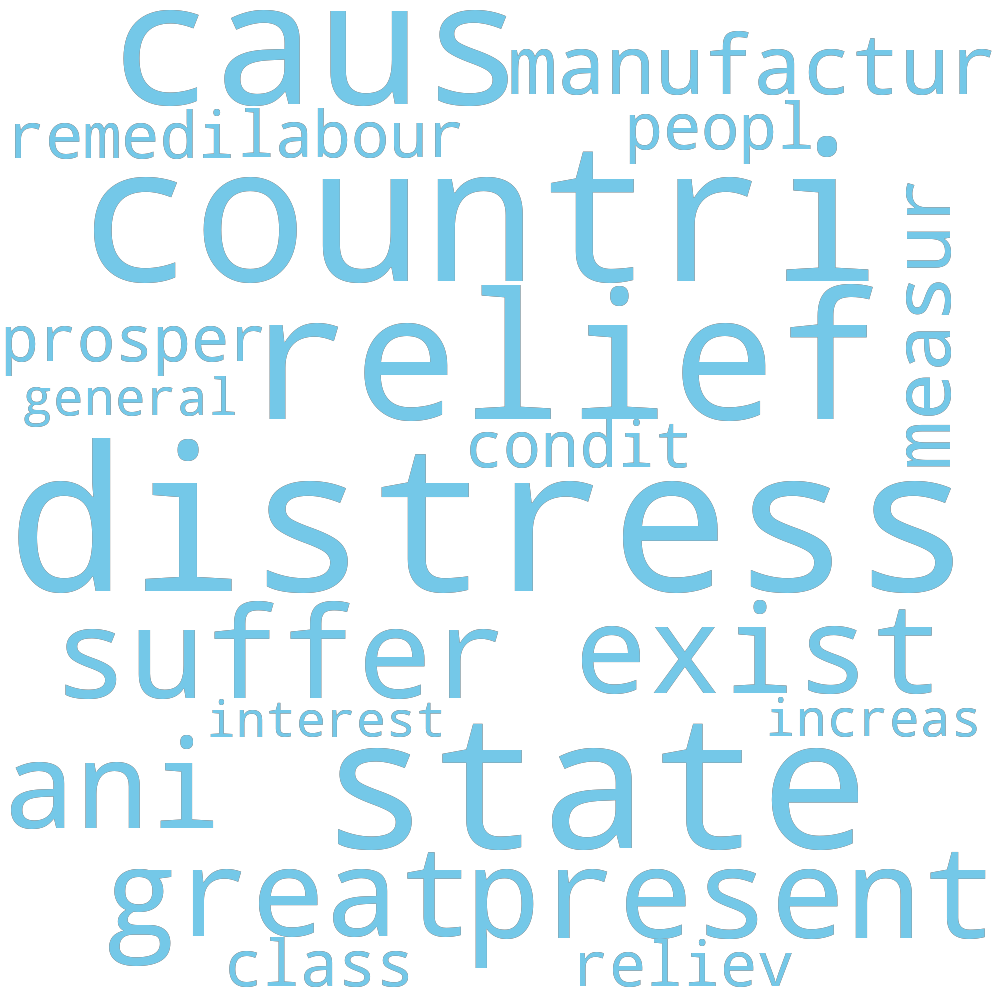 caus
manufactur
remedi labour
peopl
countri
measur
relief
prosper
general
condit
distress
suffer
exist
interest
increas
ani
state
great present
class
reliev